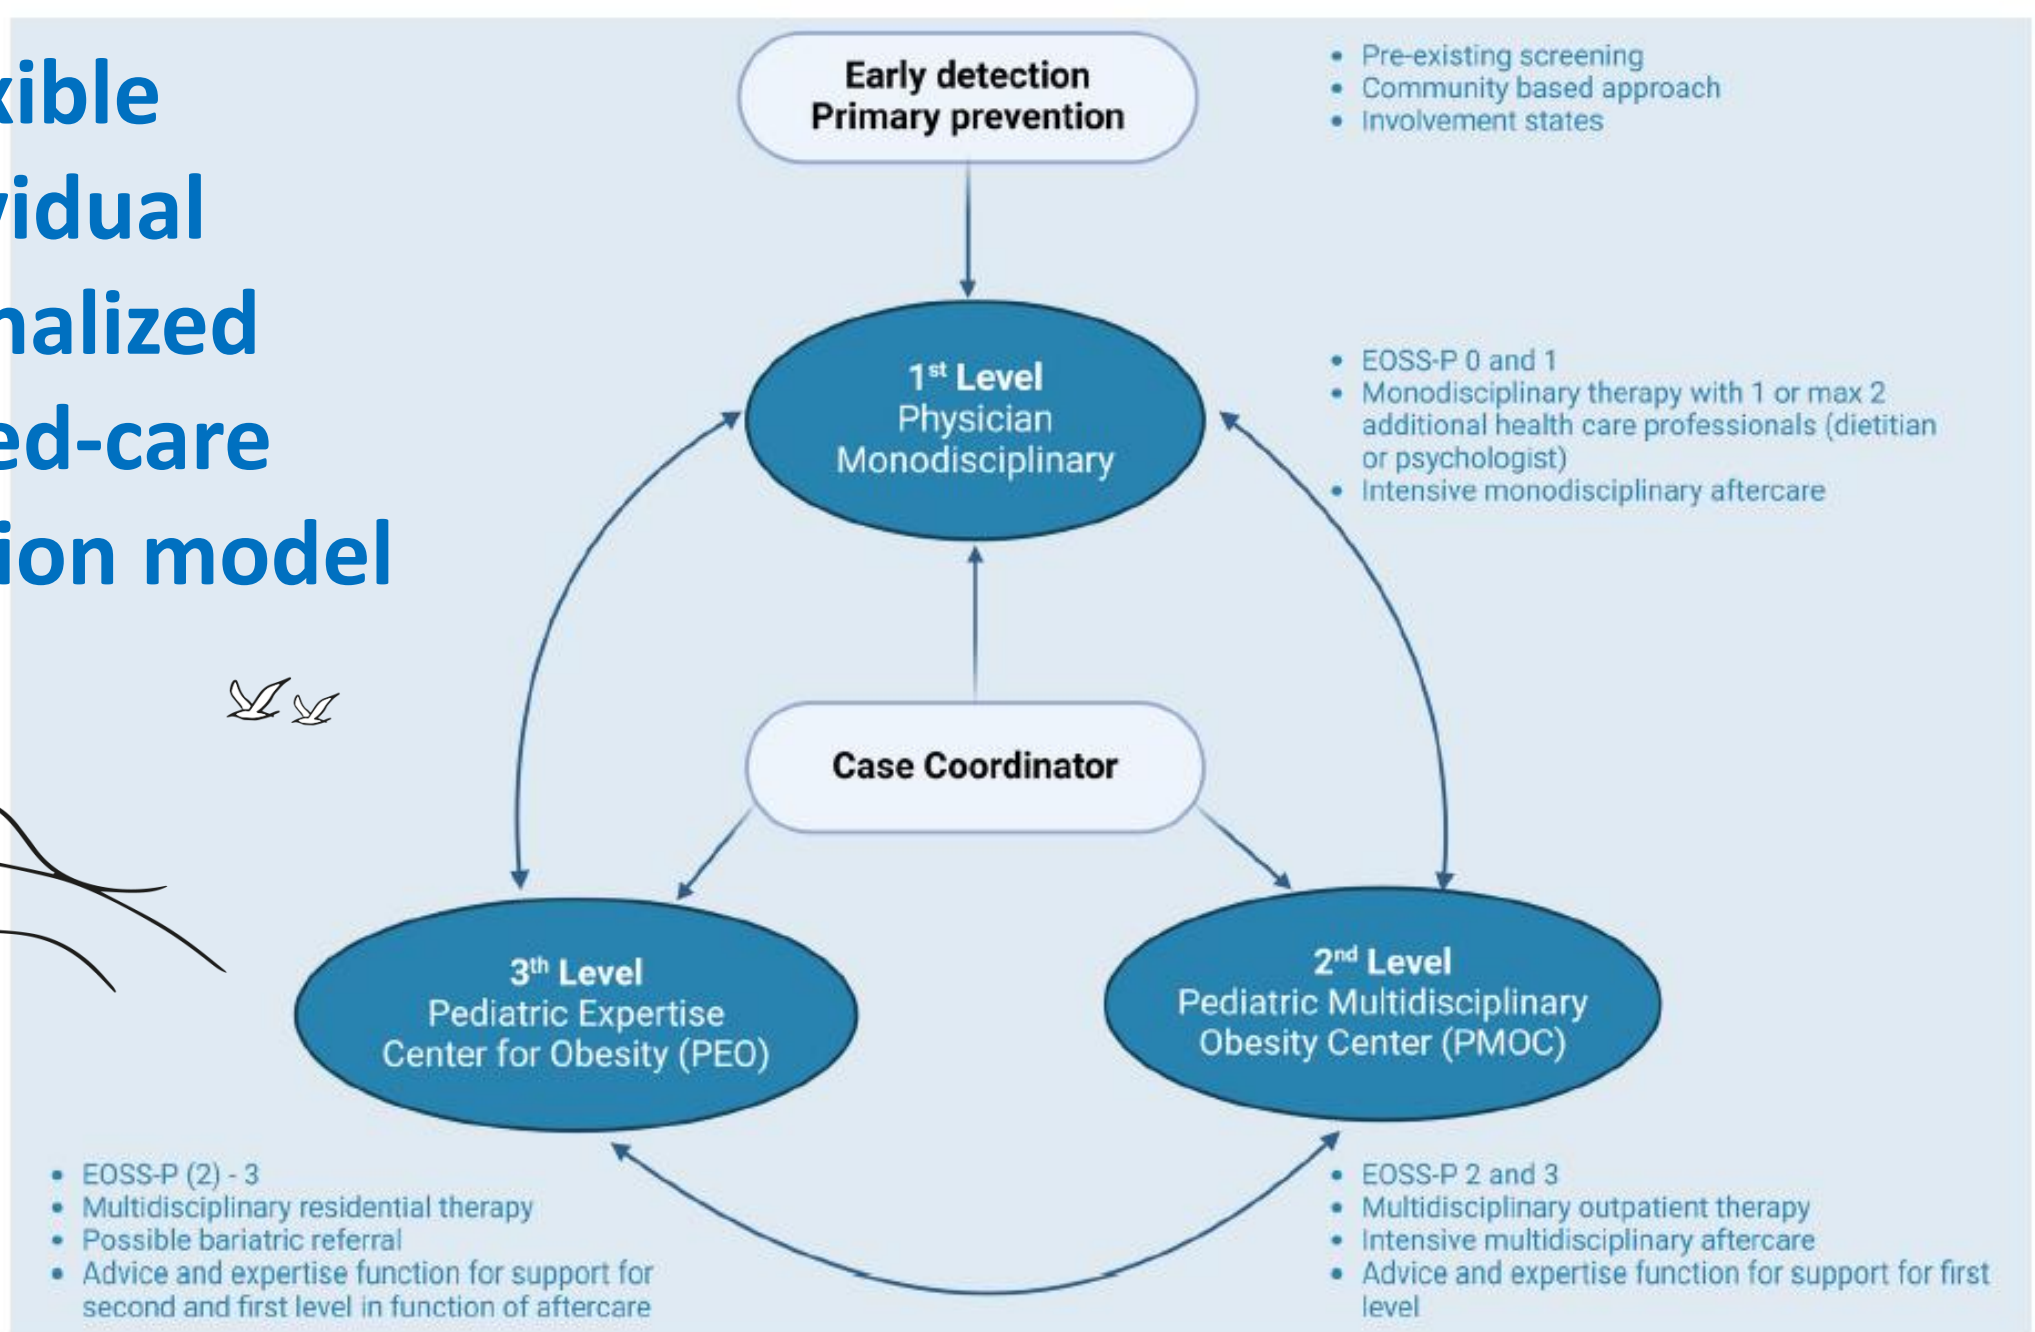 xible
vidual
nalized
ed-care
ion model
Early detection
Primary prevention
• Pre-existing screening
• Community based approach
• Involvement states
1st Level
Physician
Monodisciplinary
• EOSS-P 0 and 1
• Monodisciplinary therapy with 1 or max 2
additional health care professionals (dietitian
or psychologist)
• Intensive monodisciplinary aftercare
Case Coordinator
3th Level
Pediatric Expertise
Center for Obesity (PEO)
2nd Level
Pediatric Multidisciplinary
Obesity Center (PMOC)
• EOSS-P (2) - 3
• Multidisciplinary residential therapy
• Possible bariatric referral
• Advice and expertise function for support for
second and first level in function of aftercare
• EOSS-P 2 and 3
• Multidisciplinary outpatient therapy
• Intensive multidisciplinary aftercare
• Advice and expertise function for support for first
level